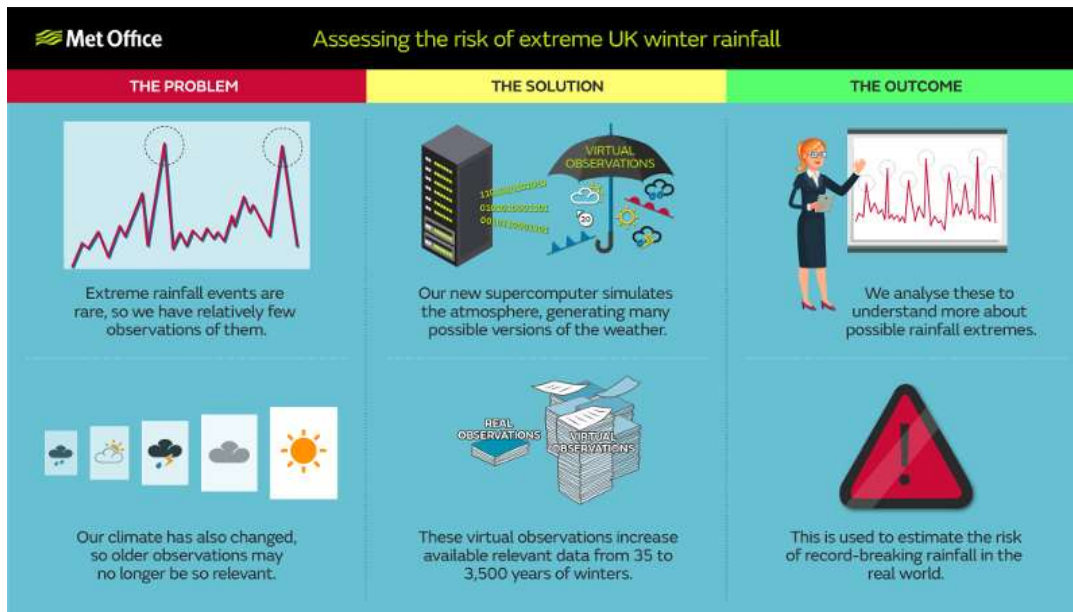 Met Office
Assessing the risk of extreme UK winter rainfall
THE PROBLEM
THE SOLUTION
THE OUTCOME
VIRTUAL
OBSERVATIONS
20
Extreme rainfall events are
rare, so we have relatively few
observations of them.
Our new supercomputer simulates
the atmosphere, generating many
possible versions of the weather.
We analyse these to
understand more about
possible rainfall extremes.
REAL
OBSERVATIONS
VIRTUAL
OBSERVATIONS
!
Our climate has also changed,
so older observations may
no longer be so relevant.
These virtual observations increase
available relevant data from 35 to
3,500 years of winters.
This is used to estimate the risk
of record-breaking rainfall in the
real world.